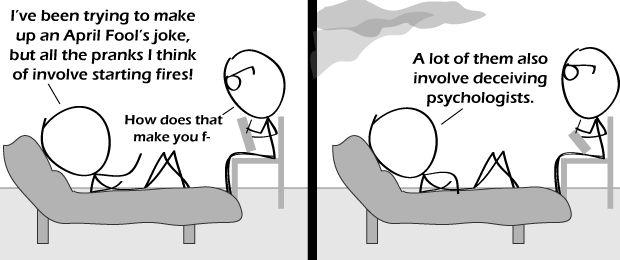 I've been trying to make
up an April Fool's joke,
but all the pranks I think
of involve starting fires!
How does that
make you f-
A lot of them also
involve deceiving
psychologists.